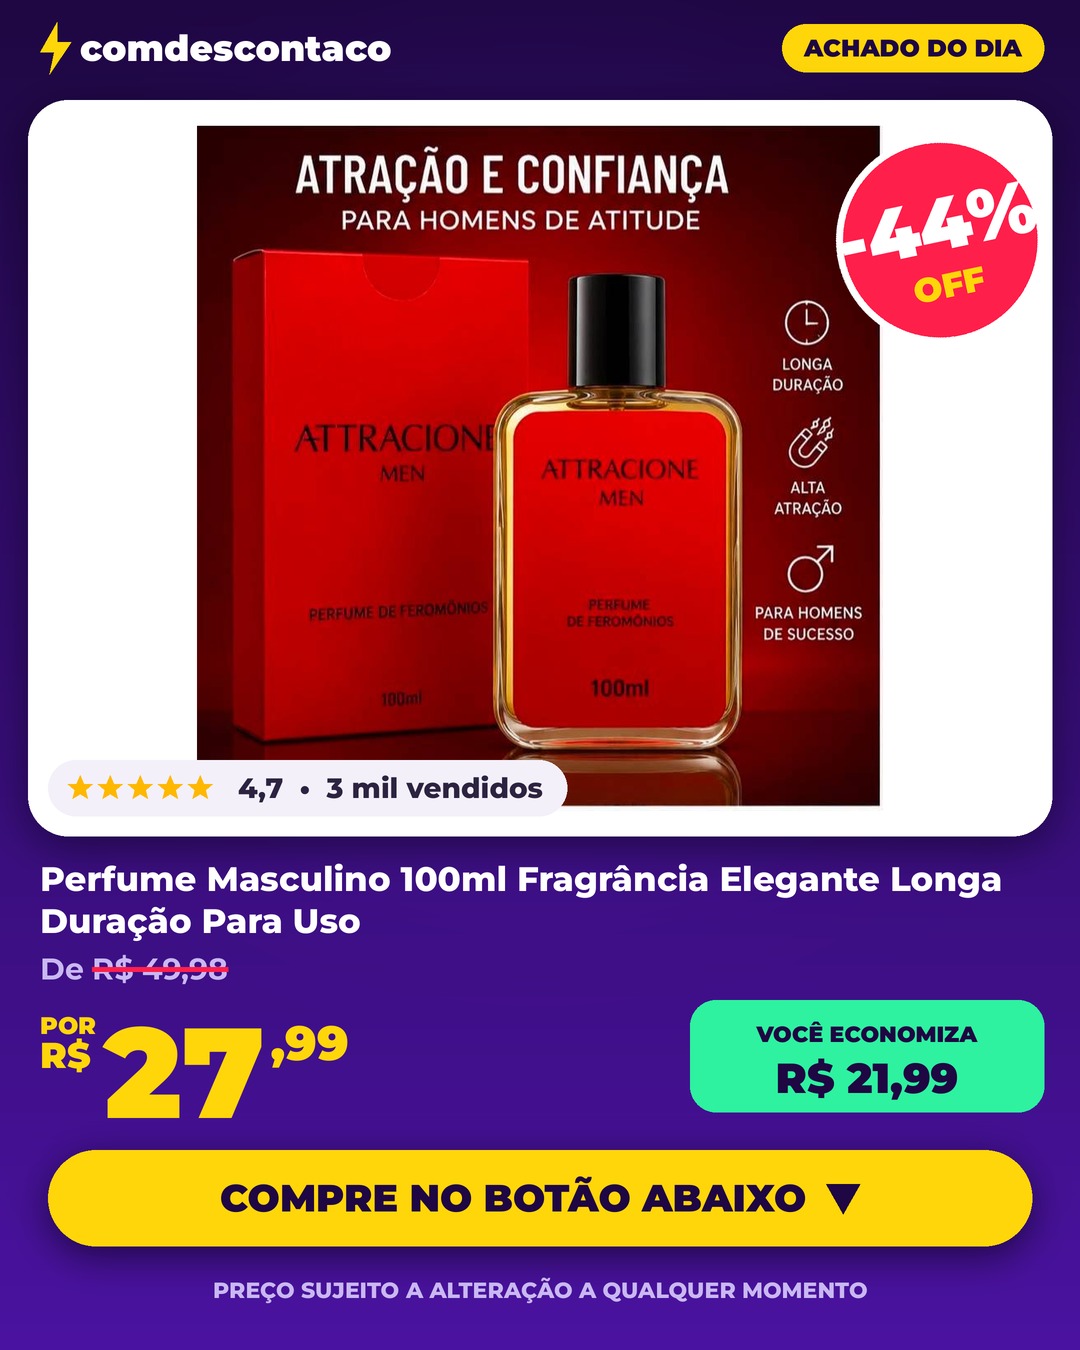 comdescontaco
ACHADO DO DIA
ATRAÇÃO E CONFIANÇA
PARA HOMENS DE ATITUDE
-44%
OFF
LONGA
DURAÇÃO
ALTA
ATRAÇÃO
PARA HOMENS
DE SUCESSO
ATTRACIONE
MEN
PERFUME DE FEROMÔNIOS
100ml
ATTRACIONE
MEN
PERFUME
DE FEROMÔNIOS
100ml
4,7 • 3 mil vendidos
Perfume Masculino 100ml Fragrância Elegante Longa
Duração Para Uso
De R$ 49,98
POR
R$ 27,99
VOCÊ ECONOMIZA
R$ 21,99
COMPRE NO BOTÃO ABAIXO ▼
PREÇO SUJEITO A ALTERAÇÃO A QUALQUER MOMENTO